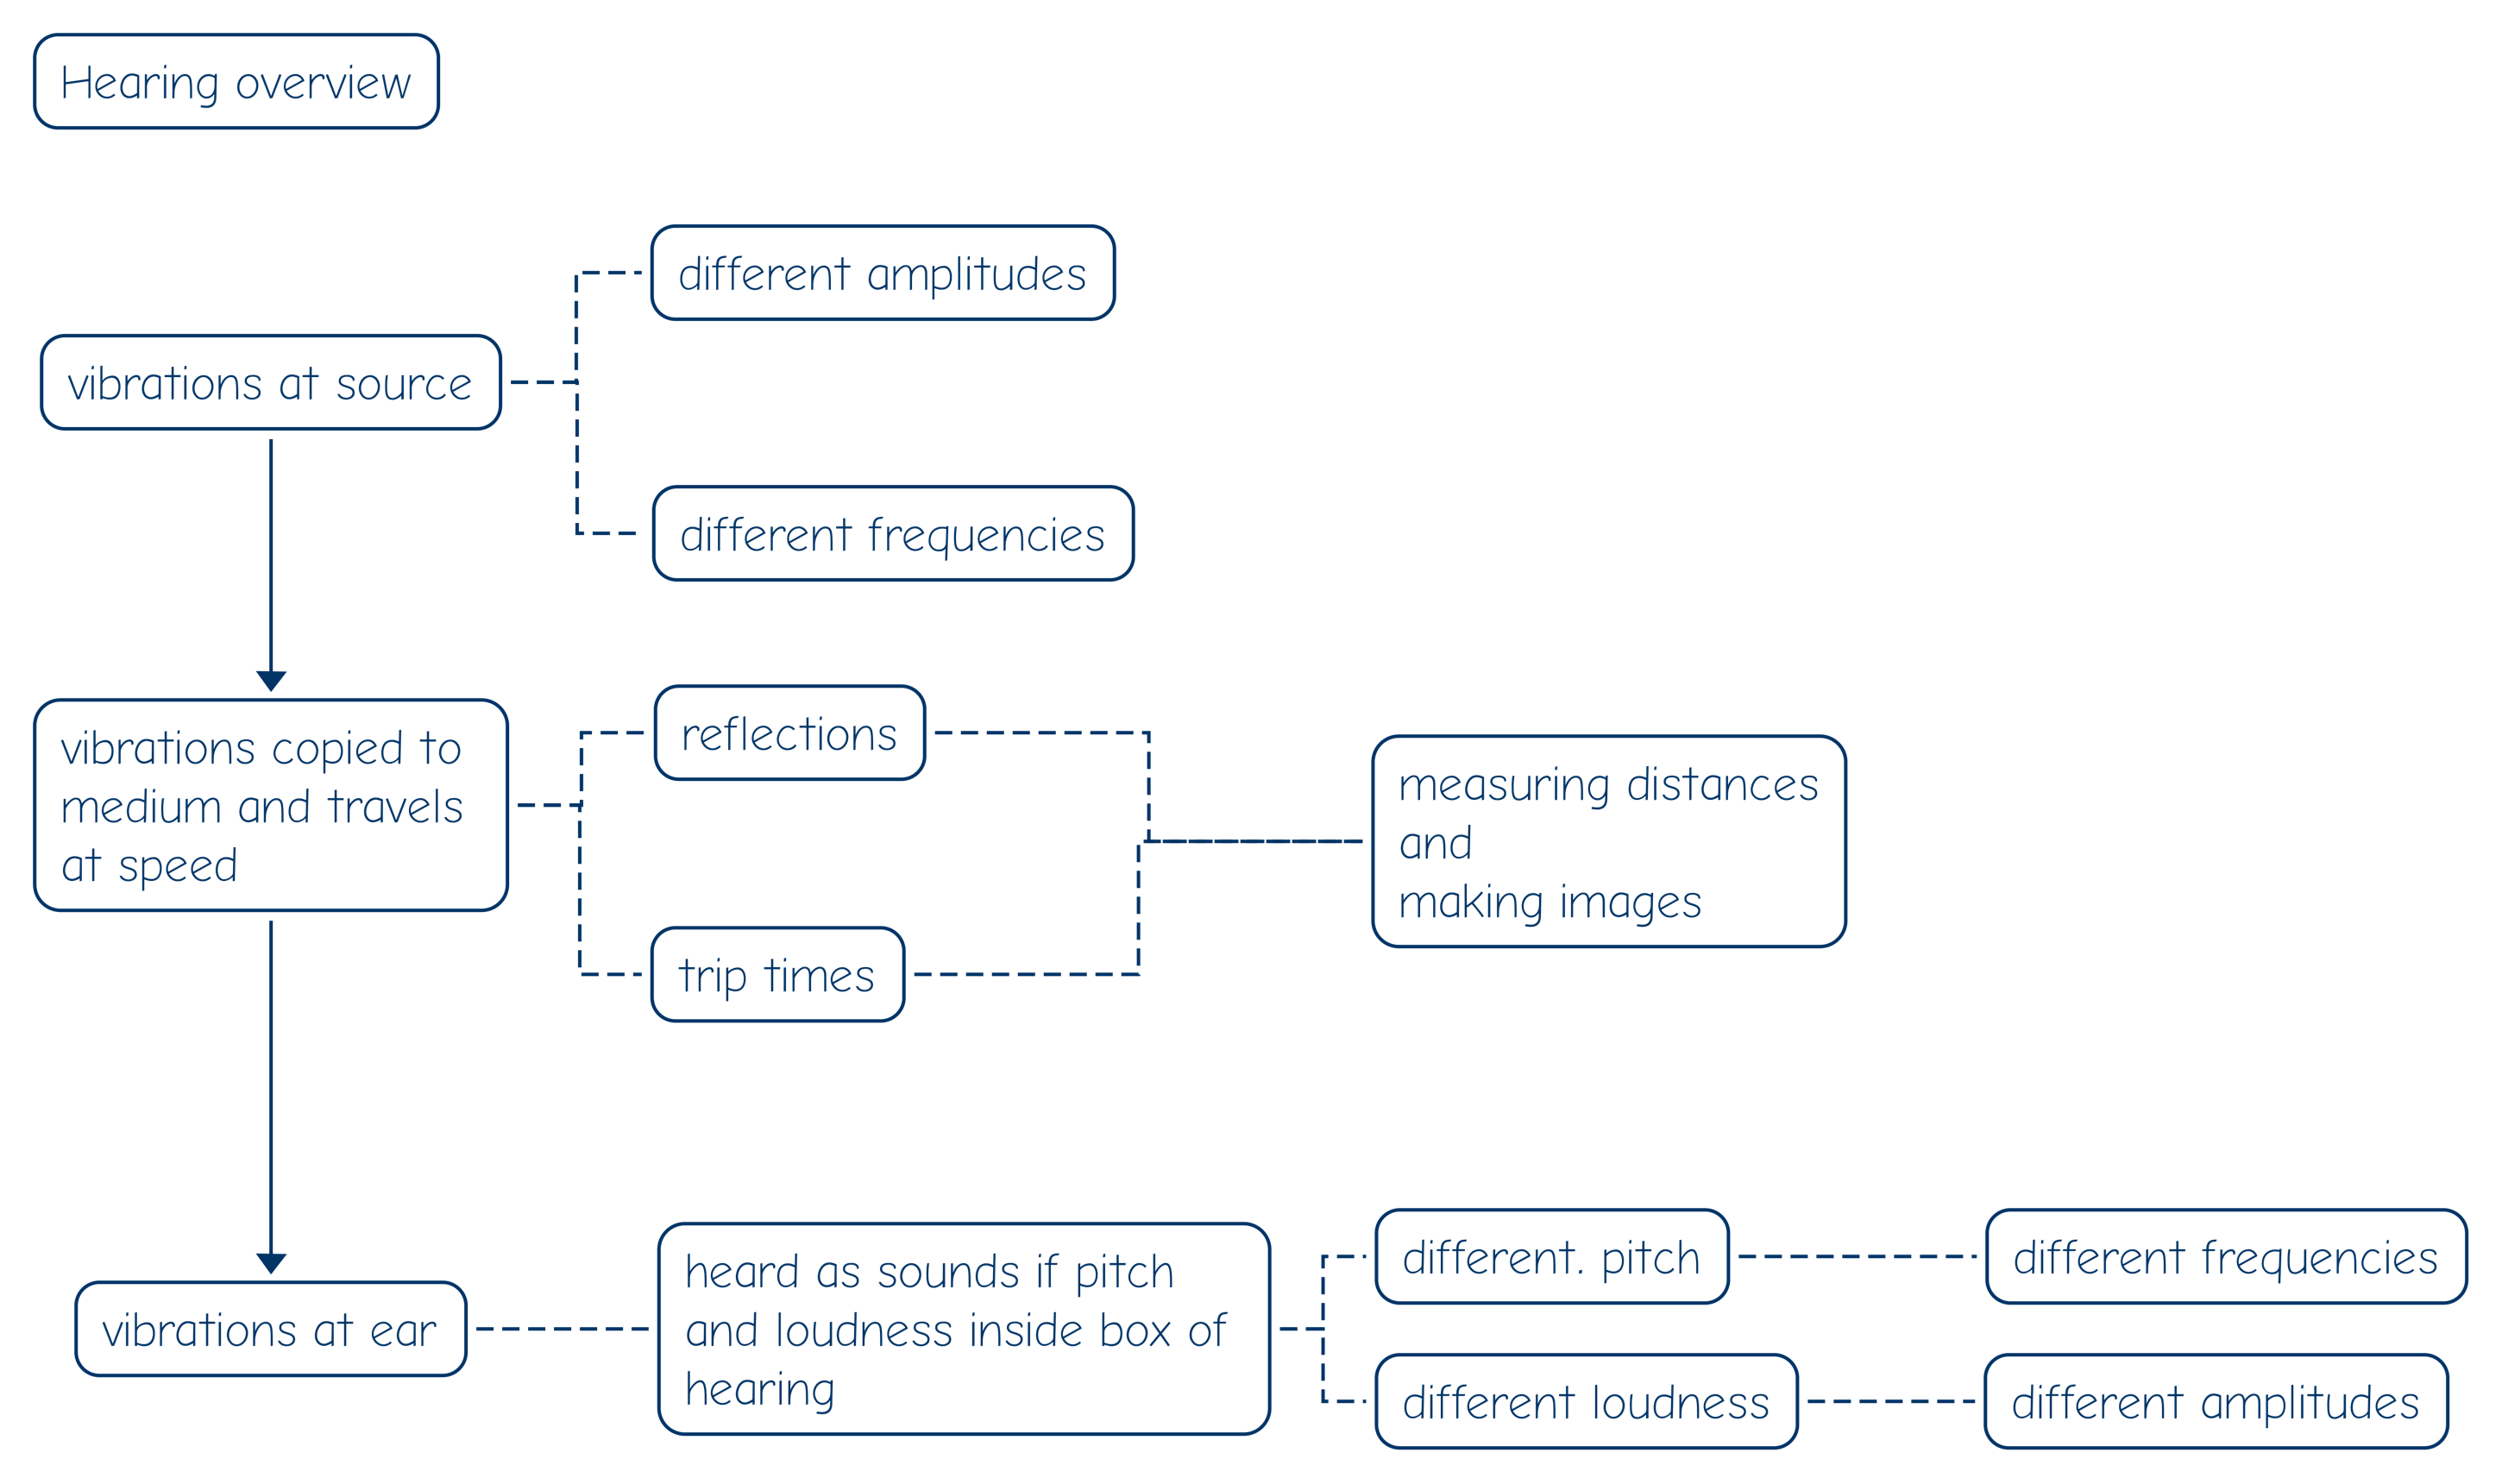 Hearing overview
different amplitudes
vibrations at source
different frequencies
vibrations copied to
medium and travels
at speed
reflections
trip times
measuring distances
and
making images
vibrations at ear
heard as sounds if pitch
and loudness inside box of
hearing
different. pitch
different frequencies
different loudness
different amplitudes